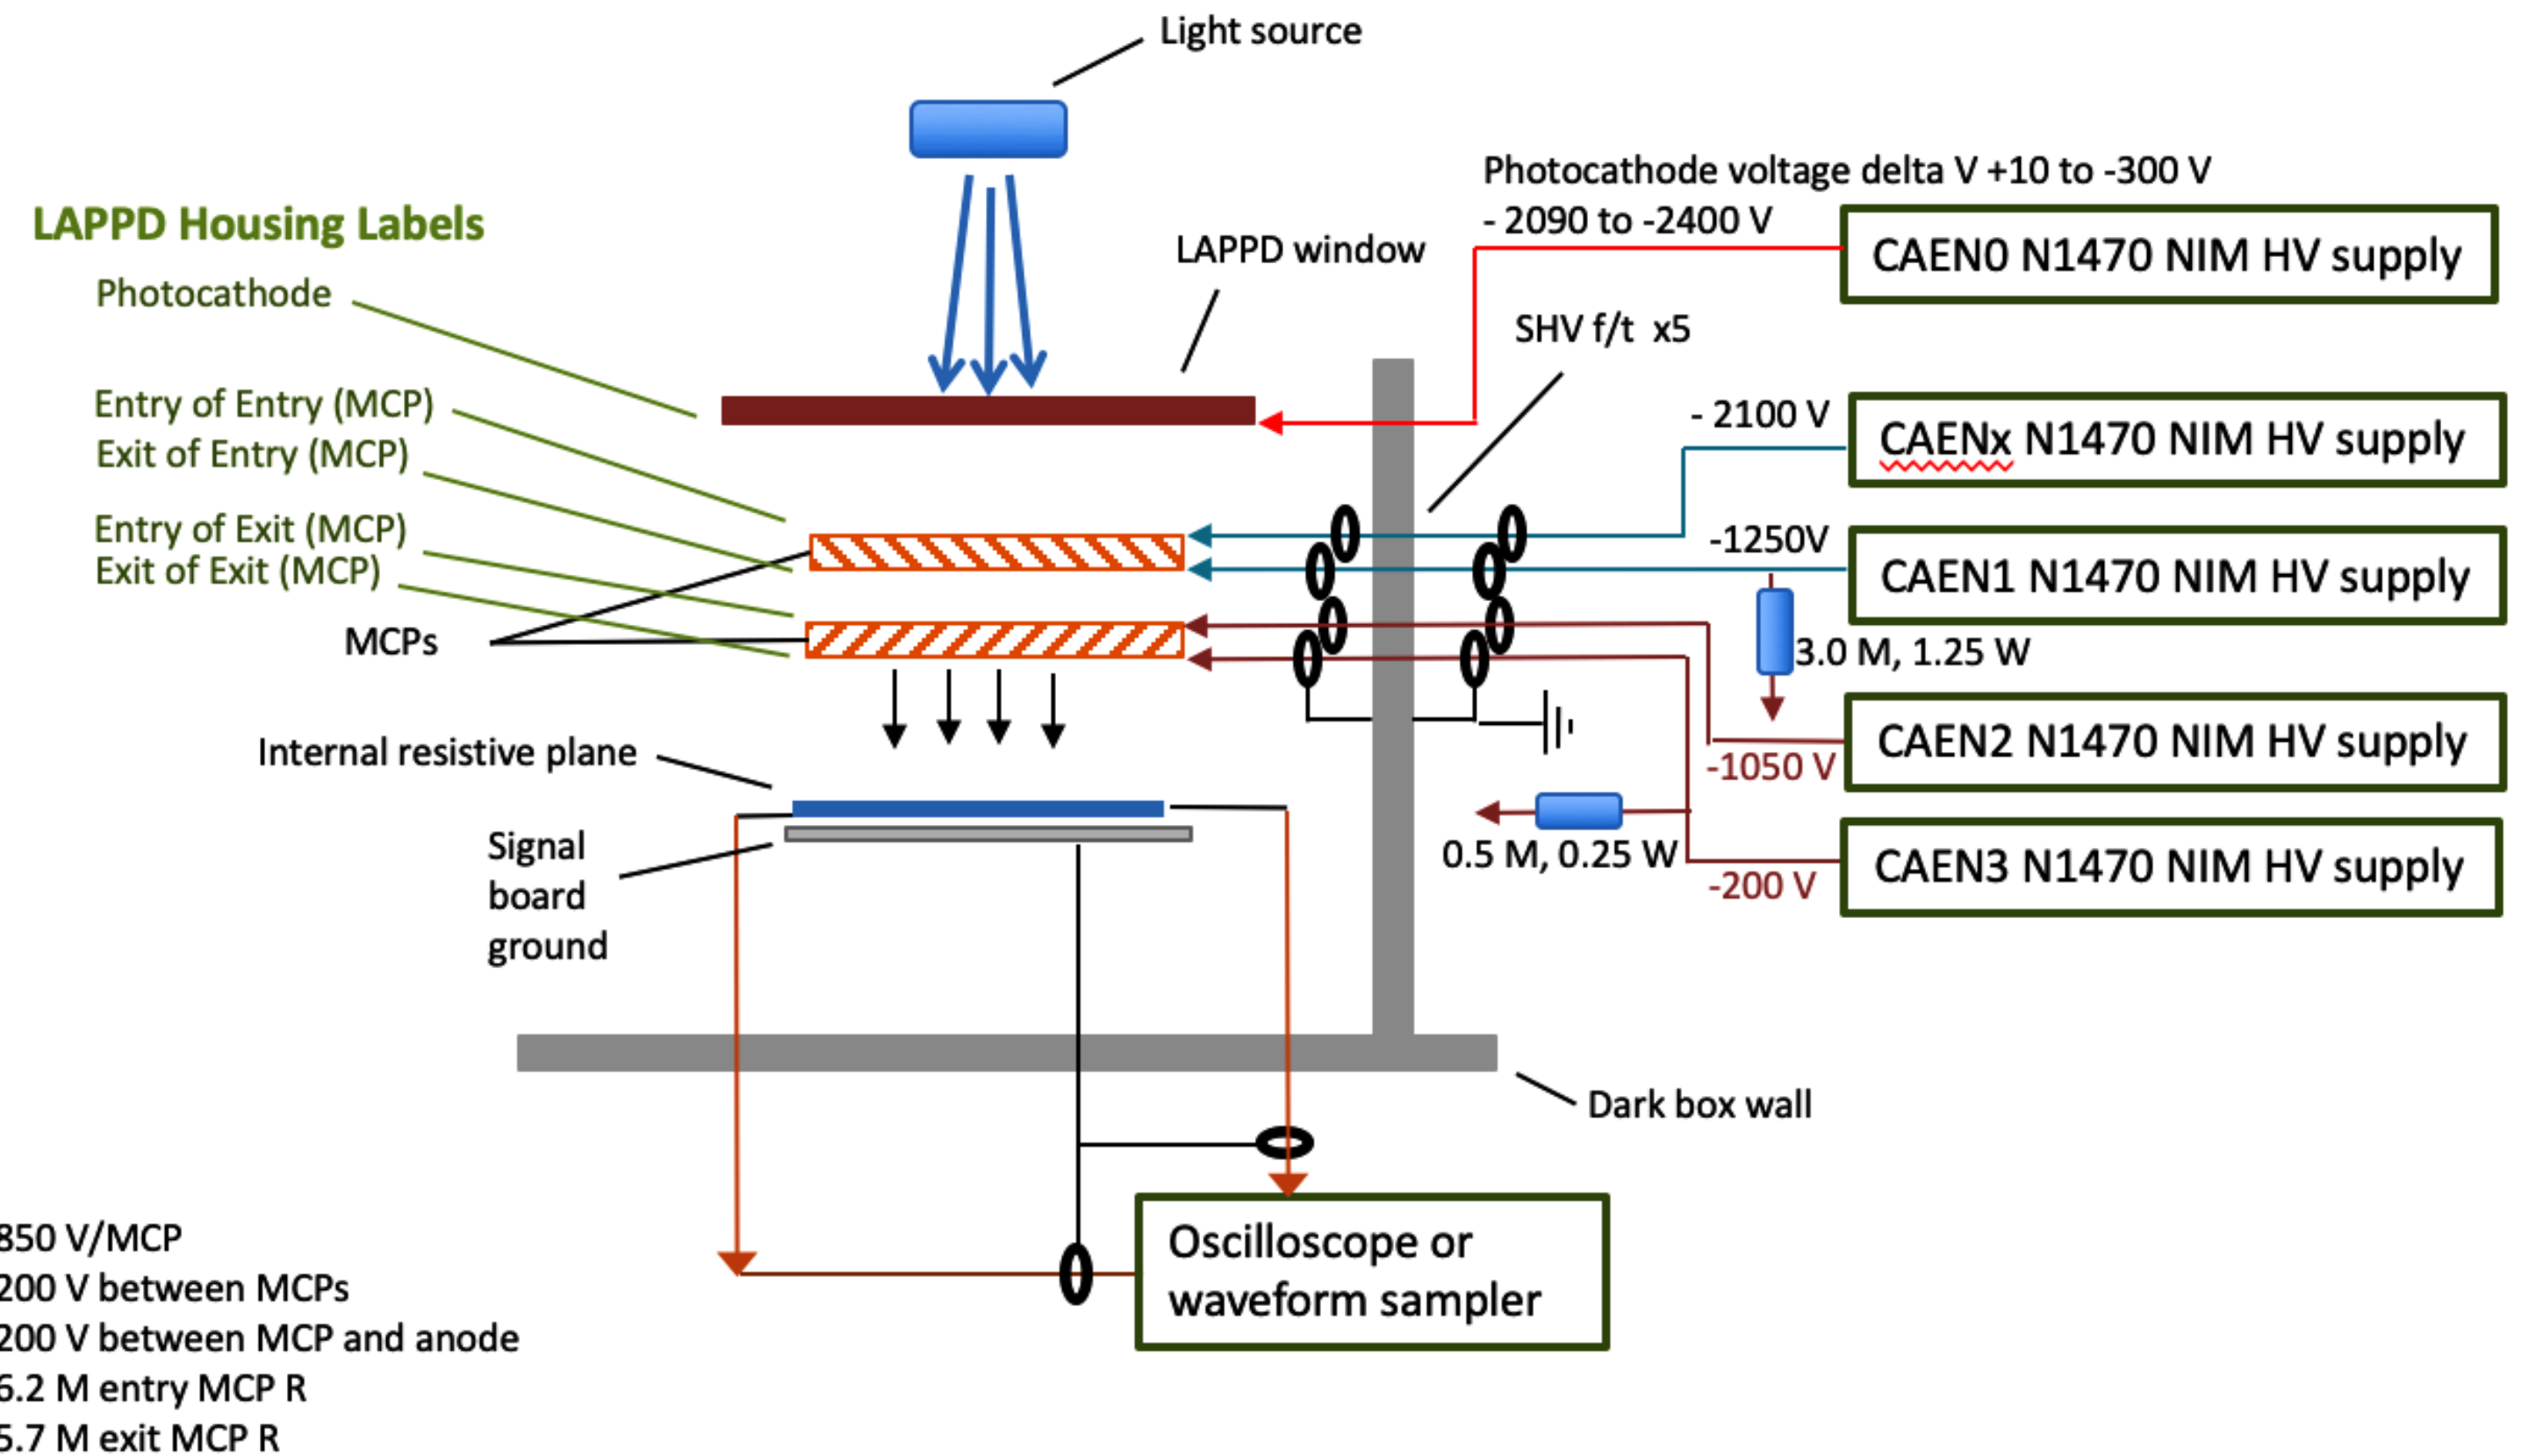 Light source
Photocathode voltage delta V +10 to -300 V
- 2090 to -2400 V
CAEN0 N1470 NIM HV supply
LAPPD Housing Labels
LAPPD window
Photocathode
SHV f/t x5
Entry of Entry (MCP)
Exit of Entry (MCP)
- 2100 V
CAENx N1470 NIM HV supply
Entry of Exit (MCP)
Exit of Exit (MCP)
-1250V
CAEN1 N1470 NIM HV supply
MCPs
3.0 M, 1.25 W
Internal resistive plane
CAEN2 N1470 NIM HV supply
-1050 V
Signal
board
ground
0.5 M, 0.25 W
CAEN3 N1470 NIM HV supply
-200 V
Dark box wall
Oscilloscope or
waveform sampler
850 V/MCP
200 V between MCPs
200 V between MCP and anode
6.2 M entry MCP R
5.7 M exit MCP R